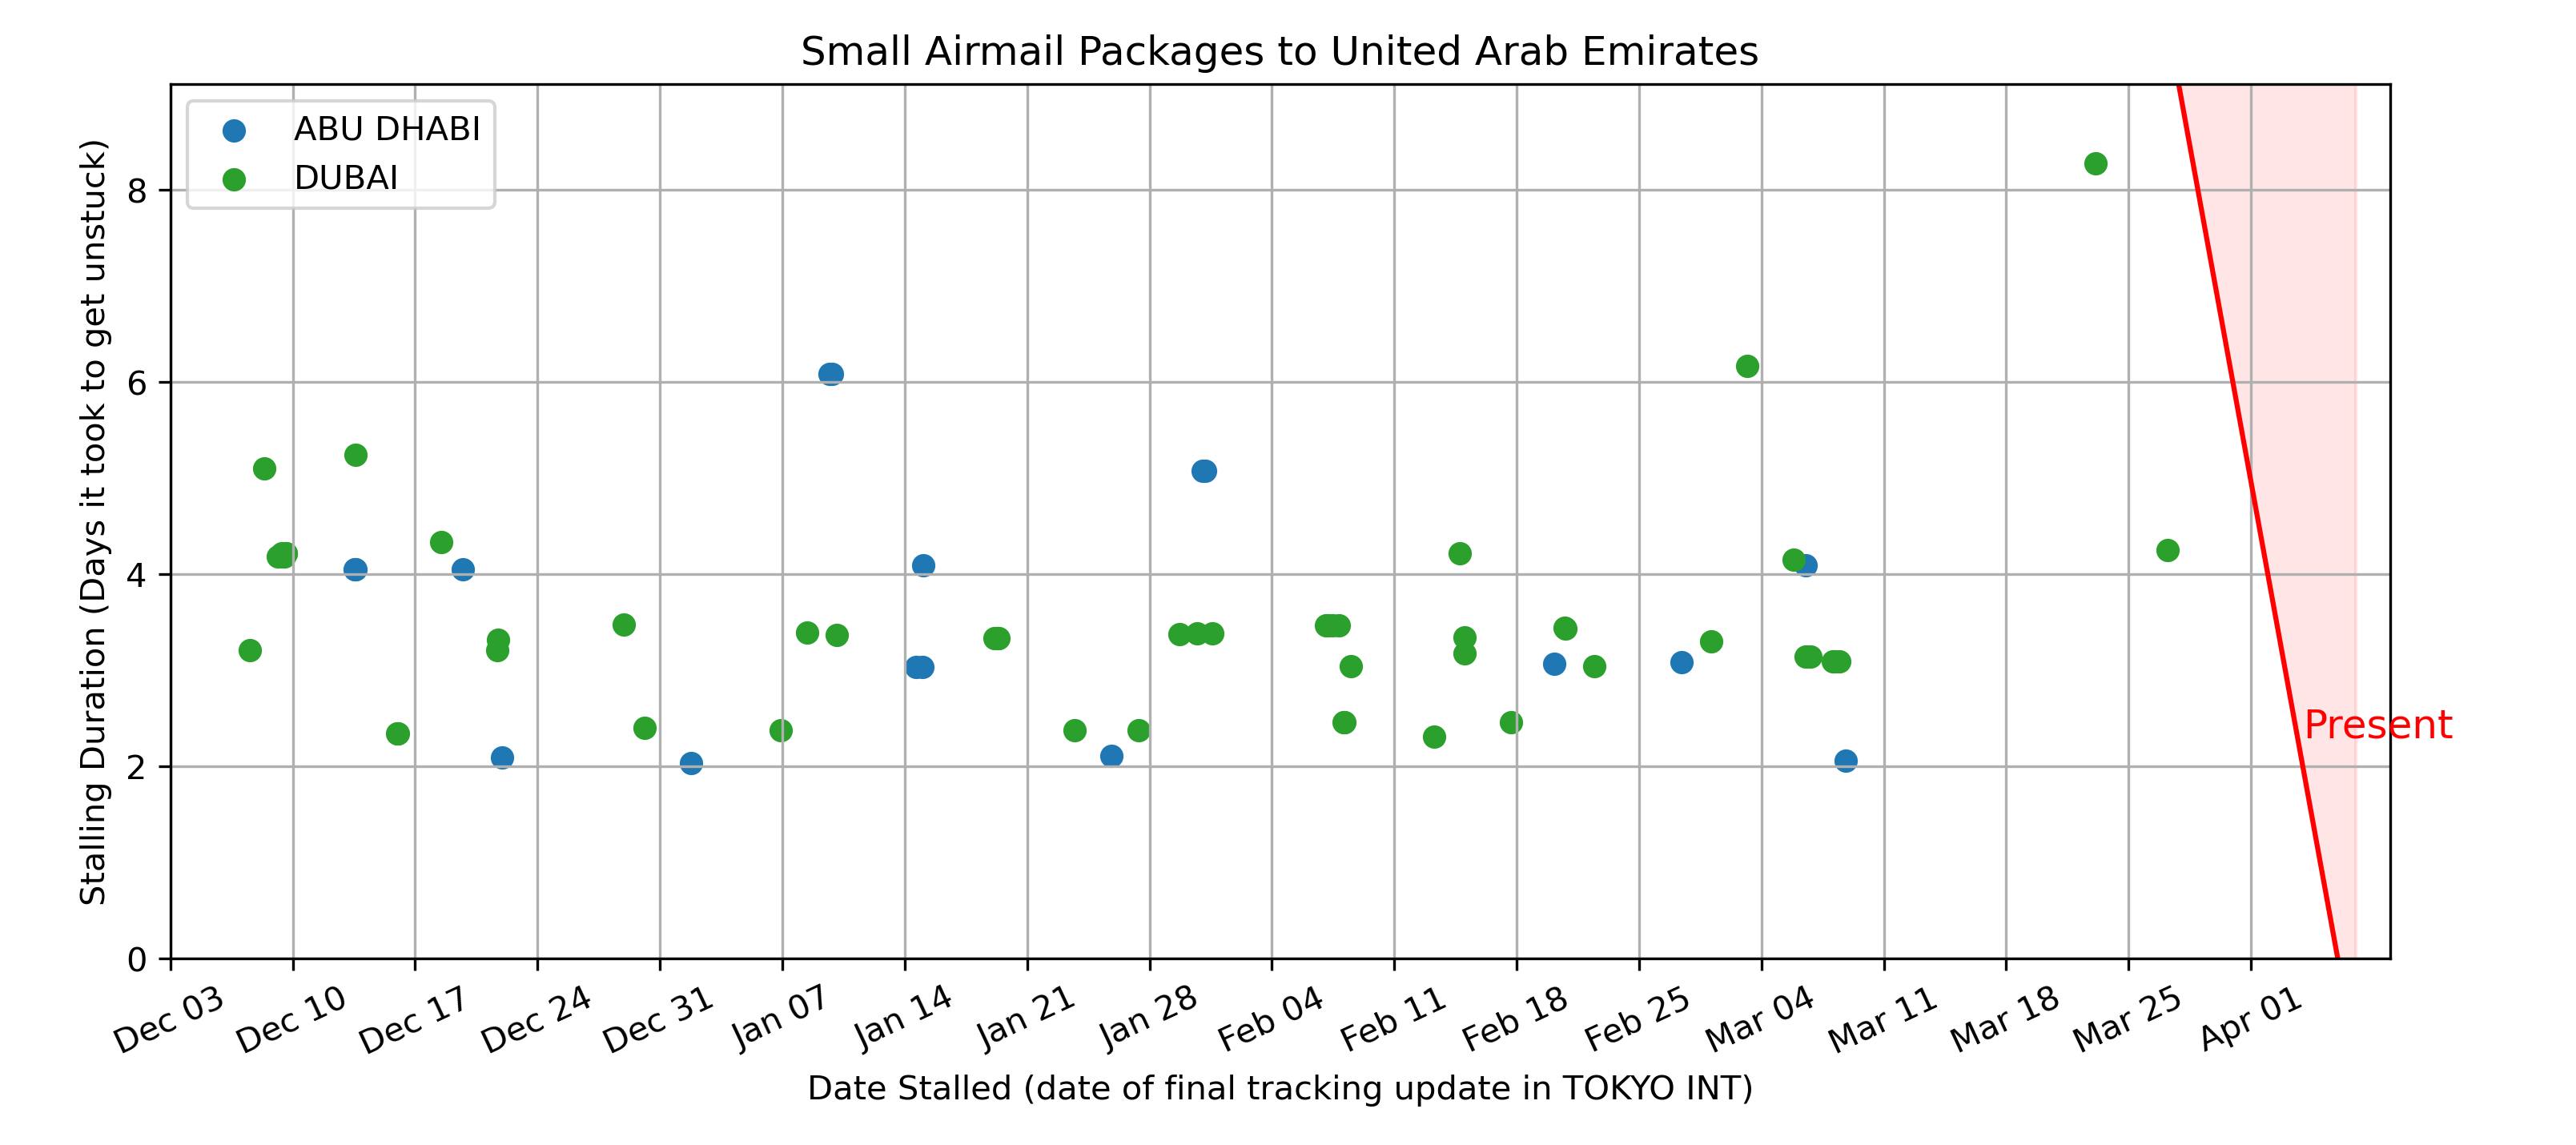 Small Airmail Packages to United Arab Emirates
ABU DHABI
DUBAI
Stalling Duration (Days it took to get unstuck)
8
6
4
2
0
Present
Dec 03
Dec 10
Dec 17
Dec 24
Dec 31
Jan 07
Jan 14
Jan 21
Jan 28
Feb 04
Feb 11
Feb 18
Feb 25
Mar 04
Mar 11
Mar 18
Mar 25
Apr 01
Date Stalled (date of final tracking update in TOKYO INT)